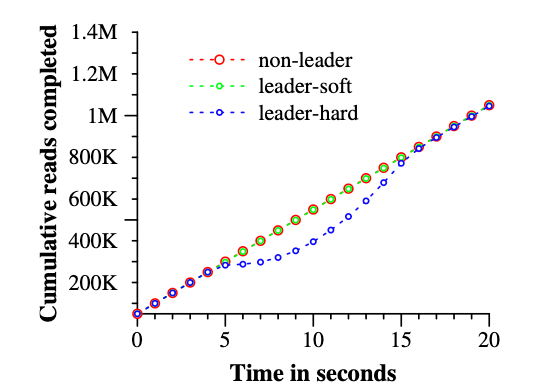 Cumulative reads completed
1.4M
1.2M
1M
800K
600K
400K
200K
non-leader
leader-soft
leader-hard
0 5 10 15 20
Time in seconds